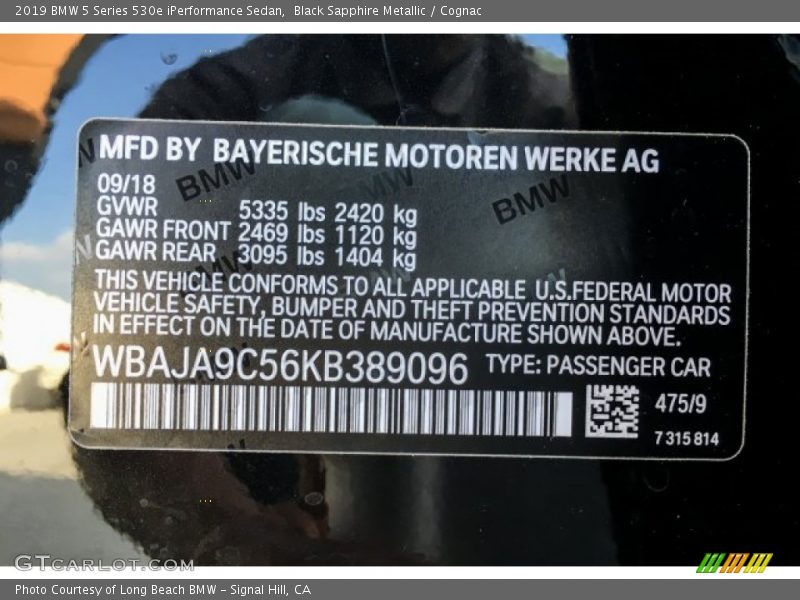 2019 BMW 5 Series 530e iPerformance Sedan,  Black Sapphire Metallic / Cognac
MFD BY BAYERISCHE MOTOREN WERKE AG
09/18
GVWR 5335 lbs 2420 kg
GAWR FRONT 2469 lbs 1120 kg
GAWR REAR 3095 lbs 1404 kg
THIS VEHICLE CONFORMS TO ALL APPLICABLE U.S.FEDERAL MOTOR
VEHICLE SAFETY, BUMPER AND THEFT PREVENTION STANDARDS
IN EFFECT ON THE DATE OF MANUFACTURE SHOWN ABOVE.
WBAJA9C56KB389096 TYPE: PASSENGER CAR
475/9
7 315 814
BMW
BMW
BMW
BMW
GTCARLOT.COM
Photo Courtesy of Long Beach BMW - Signal Hill, CA